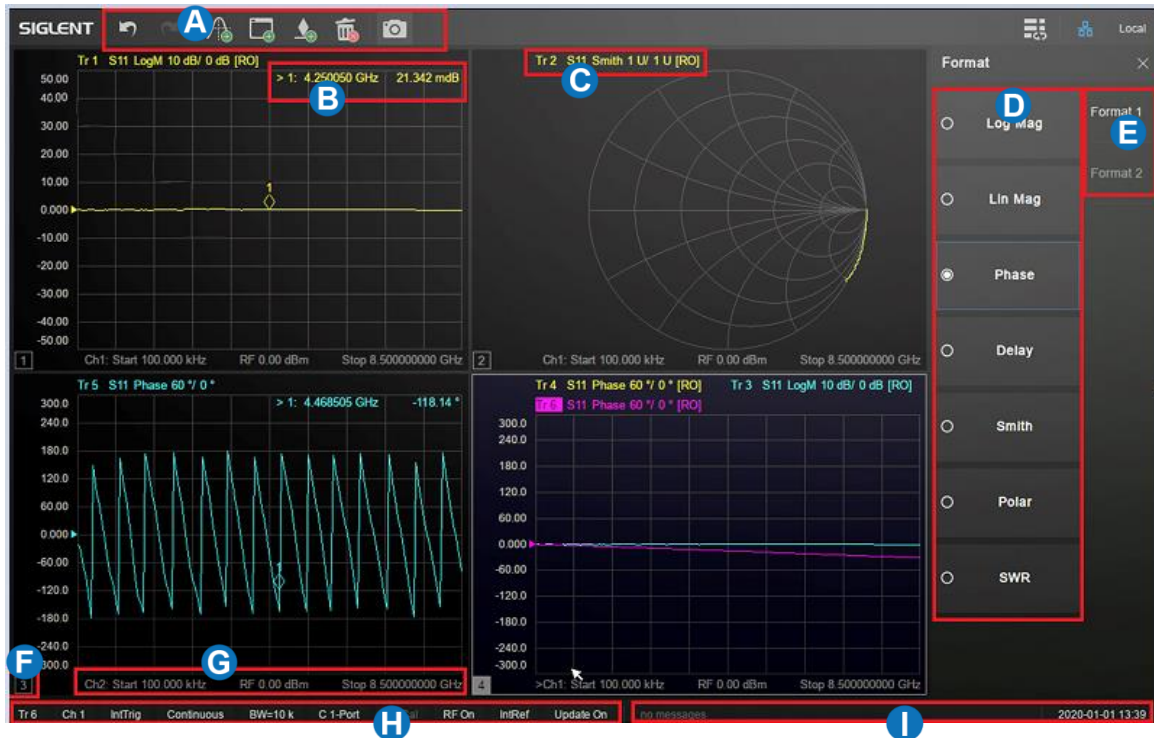 SIGLENT
A
Local
Tr 1 S11 LogM 10 dB/ 0 dB [RO]
> 1: 4.250050 GHz 21.342 mdB
B
50.00
40.00
30.00
20.00
10.00
0.000
-10.00
-20.00
-30.00
-40.00
-50.00
1
1
Ch1: Start 100.000 kHz RF 0.00 dBm Stop 8.500000000 GHz
Tr 2 S11 Smith 1 U/ 1 U [RO]
C
2
Ch1: Start 100.000 kHz RF 0.00 dBm Stop 8.500000000 GHz
Tr 5 S11 Phase 60 °/ 0 °
> 1: 4.468505 GHz -118.14 °
300.0
240.0
180.0
120.0
60.00
0.000
-60.00
-120.0
-180.0
-240.0
-300.0
1
F
3
G
Ch2: Start 100.000 kHz RF 0.00 dBm Stop 8.500000000 GHz
Tr 4 S11 Phase 60 °/ 0 ° [RO] Tr 3 S11 LogM 10 dB/ 0 dB [RO]
Tr 6 S11 Phase 60 °/ 0 ° [RO]
300.0
240.0
180.0
120.0
60.00
0.000
-60.00
-120.0
-180.0
-240.0
-300.0
4
>Ch1: Start 100.000 kHz RF 0.00 dBm Stop 8.500000000 GHz
Format
D
Log Mag
Lin Mag
Phase
Delay
Smith
Polar
SWR
Format 1
E
Format 2
Tr 6 Ch 1 IntTrig Continuous BW=10 k C 1-Port RF On IntRef Update On
H
no messages 2020-01-01 13:39
I